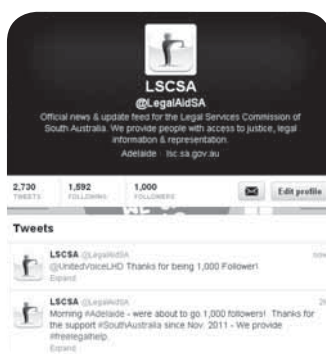 LSCSA
@LegalAidSA
Official news & update feed for the Legal Services Commission of
South Australia. We provide people with access to justice, legal
information & representation.
Adelaide · lsc.sa.gov.au
2,730
TWEETS
1,592
FOLLOWING
1,000
FOLLOWERS
Edit profile
Tweets
LSCSA @LegalAidSA now
@UnitedVoiceLHD Thanks for being 1,000 Follower!
Expand
LSCSA @LegalAidSA
Morning #Adelaide - were about to go 1,000 followers! Thanks for
the support #SouthAustralia since Nov. 2011 - We provide
#freelegalhelp.
Expand